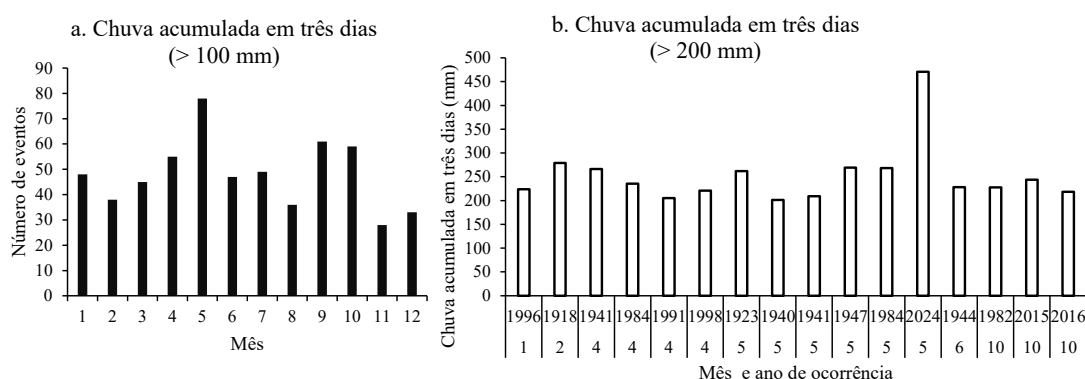 a. Chuva acumulada em três dias
(> 100 mm)
Número de eventos
90
80
70
60
50
40
30
20
10
0
1 2 3 4 5 6 7 8 9 10 11 12
Mês
b. Chuva acumulada em três dias
(> 200 mm)
Chuva acumulada em três dias (mm)
500
450
400
350
300
250
200
150
100
50
0
1996 1918 1941 1984 1991 1998 1923 1940 1941 1947 1984 2024 1944 1982 2015 2016
1 2 4 4 4 4 5 5 5 5 5 5 6 10 10 10
Mês e ano de ocorrência